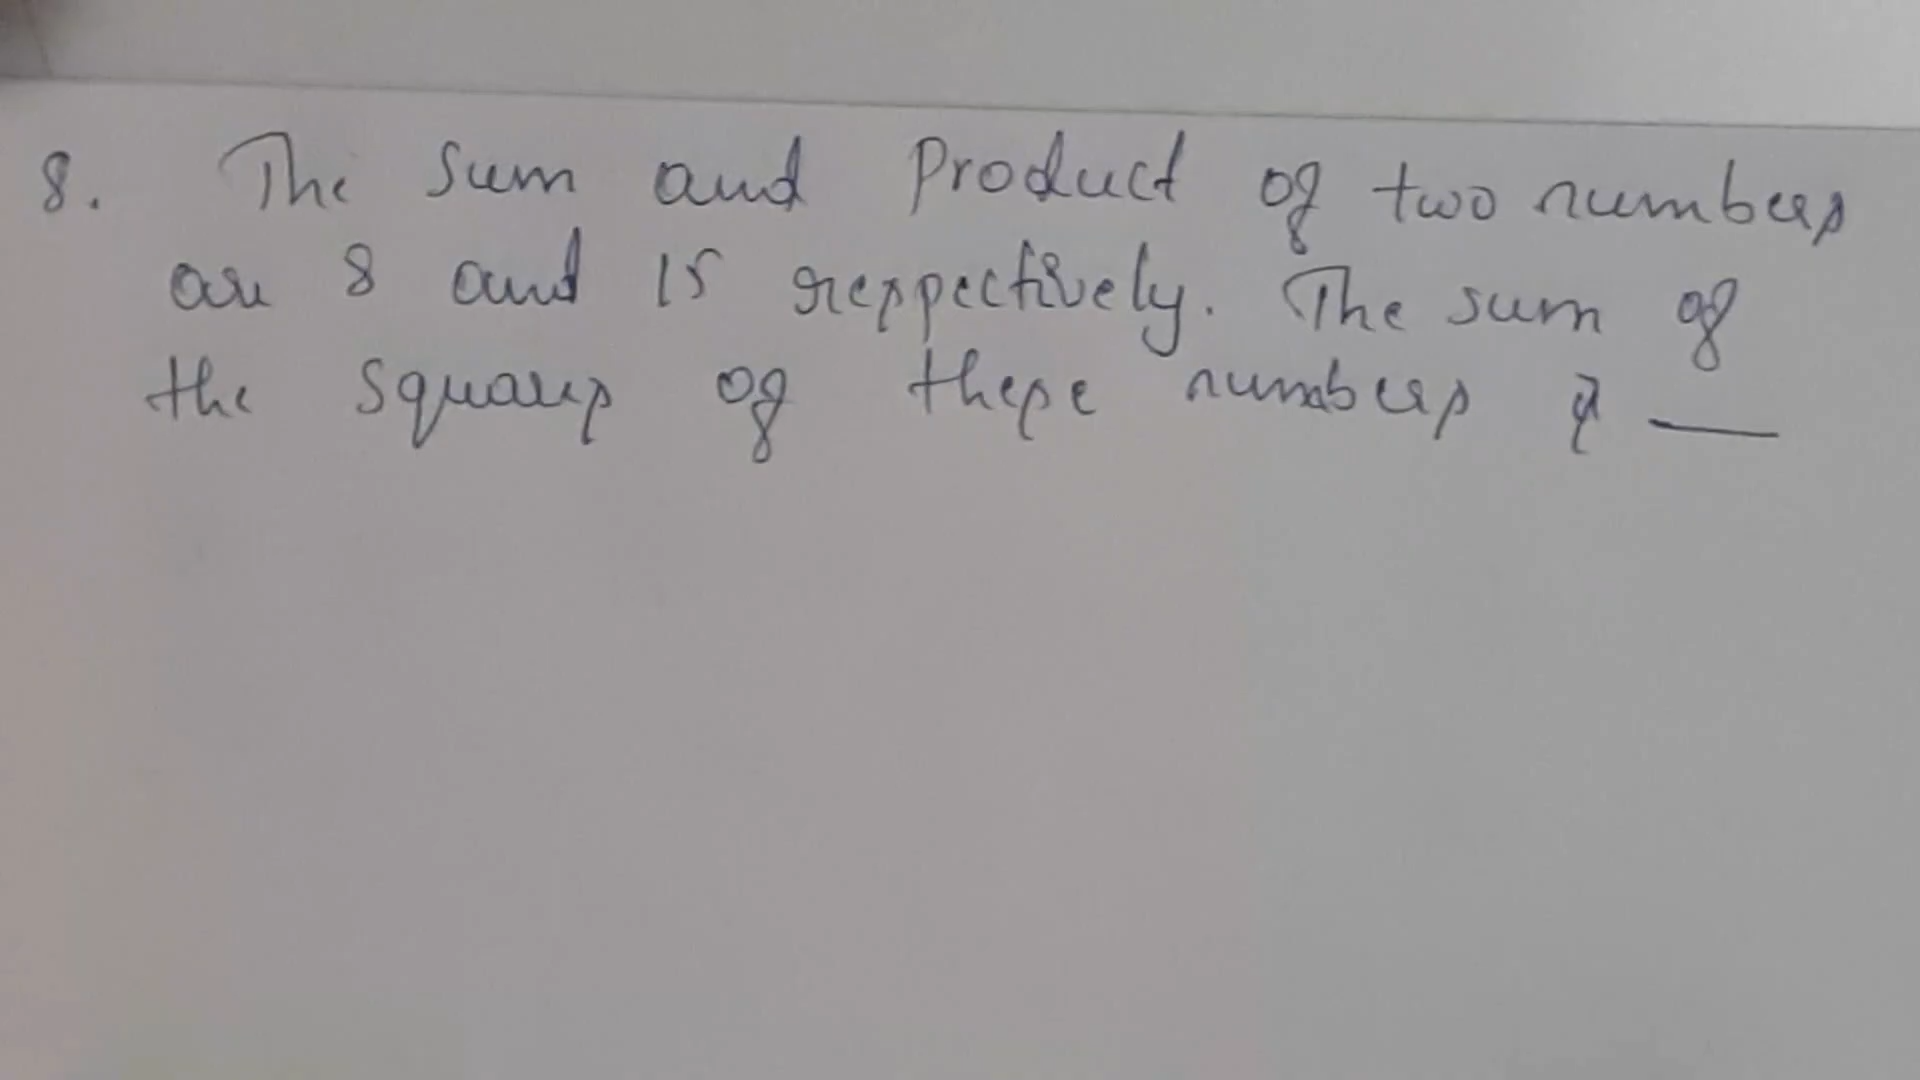 8. The sum and Product of two numbers
are 8 and 15 respectively. The sum of
the squares of these numbers is __